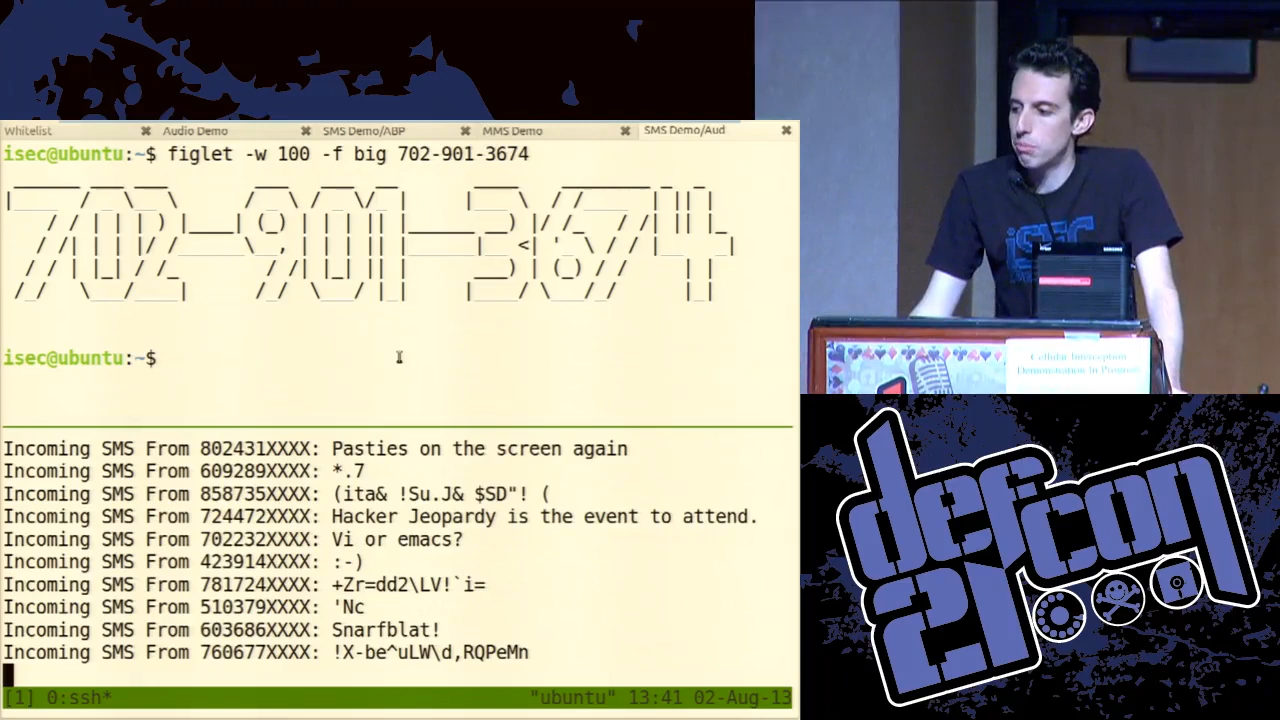 Whitelist ✖ Audio Demo ✖ SMS Demo/ABP ✖ MMS Demo ✖ SMS Demo/Aud ✖
isec@ubuntu:~$ figlet -w 100 -f big 702-901-3674
702-901-3674
isec@ubuntu:~$
Incoming SMS From 802431XXXX: Pasties on the screen again
Incoming SMS From 609289XXXX: *.7
Incoming SMS From 858735XXXX: (ita& !Su.J& $SD"! (
Incoming SMS From 724472XXXX: Hacker Jeopardy is the event to attend.
Incoming SMS From 702232XXXX: Vi or emacs?
Incoming SMS From 423914XXXX: :-)
Incoming SMS From 781724XXXX: +Zr=dd2\LV!`i=
Incoming SMS From 510379XXXX: 'Nc
Incoming SMS From 603686XXXX: Snarfblat!
Incoming SMS From 760677XXXX: !X-be^uLW\d,RQPeMn
[1] 0:ssh* "ubuntu" 13:41 02-Aug-13
iSEC
Cellular Interception
Demonstration In Progress
defcon
21